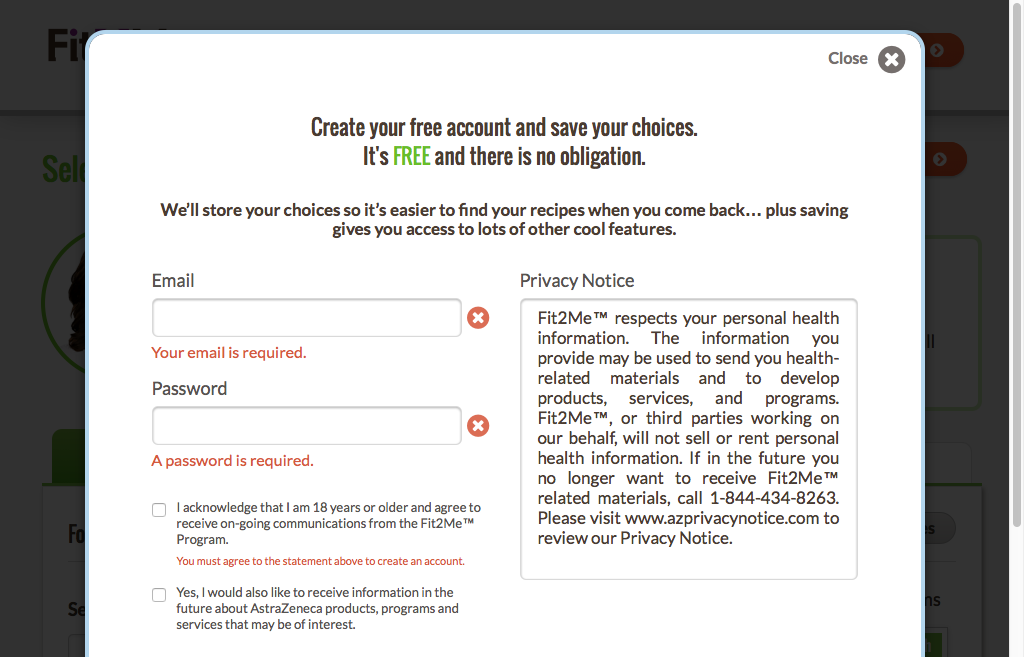 Fit
Close
Create your free account and save your choices.
It's FREE and there is no obligation.
Sele
We'll store your choices so it's easier to find your recipes when you come back... plus saving
gives you access to lots of other cool features.
Email
Your email is required.
Password
A password is required.
I acknowledge that I am 18 years or older and agree to
receive on-going communications from the Fit2Me™
Program.
You must agree to the statement above to create an account.
Yes, I would also like to receive information in the
future about AstraZeneca products, programs and
services that may be of interest.
Privacy Notice
Fit2Me™ respects your personal health
information. The information you
provide may be used to send you health-
related materials and to develop
products, services, and programs.
Fit2Me™, or third parties working on
our behalf, will not sell or rent personal
health information. If in the future you
no longer want to receive Fit2Me™
related materials, call 1-844-434-8263.
Please visit www.azprivacynotice.com to
review our Privacy Notice.
ll
Fo
es
Se
ns
h